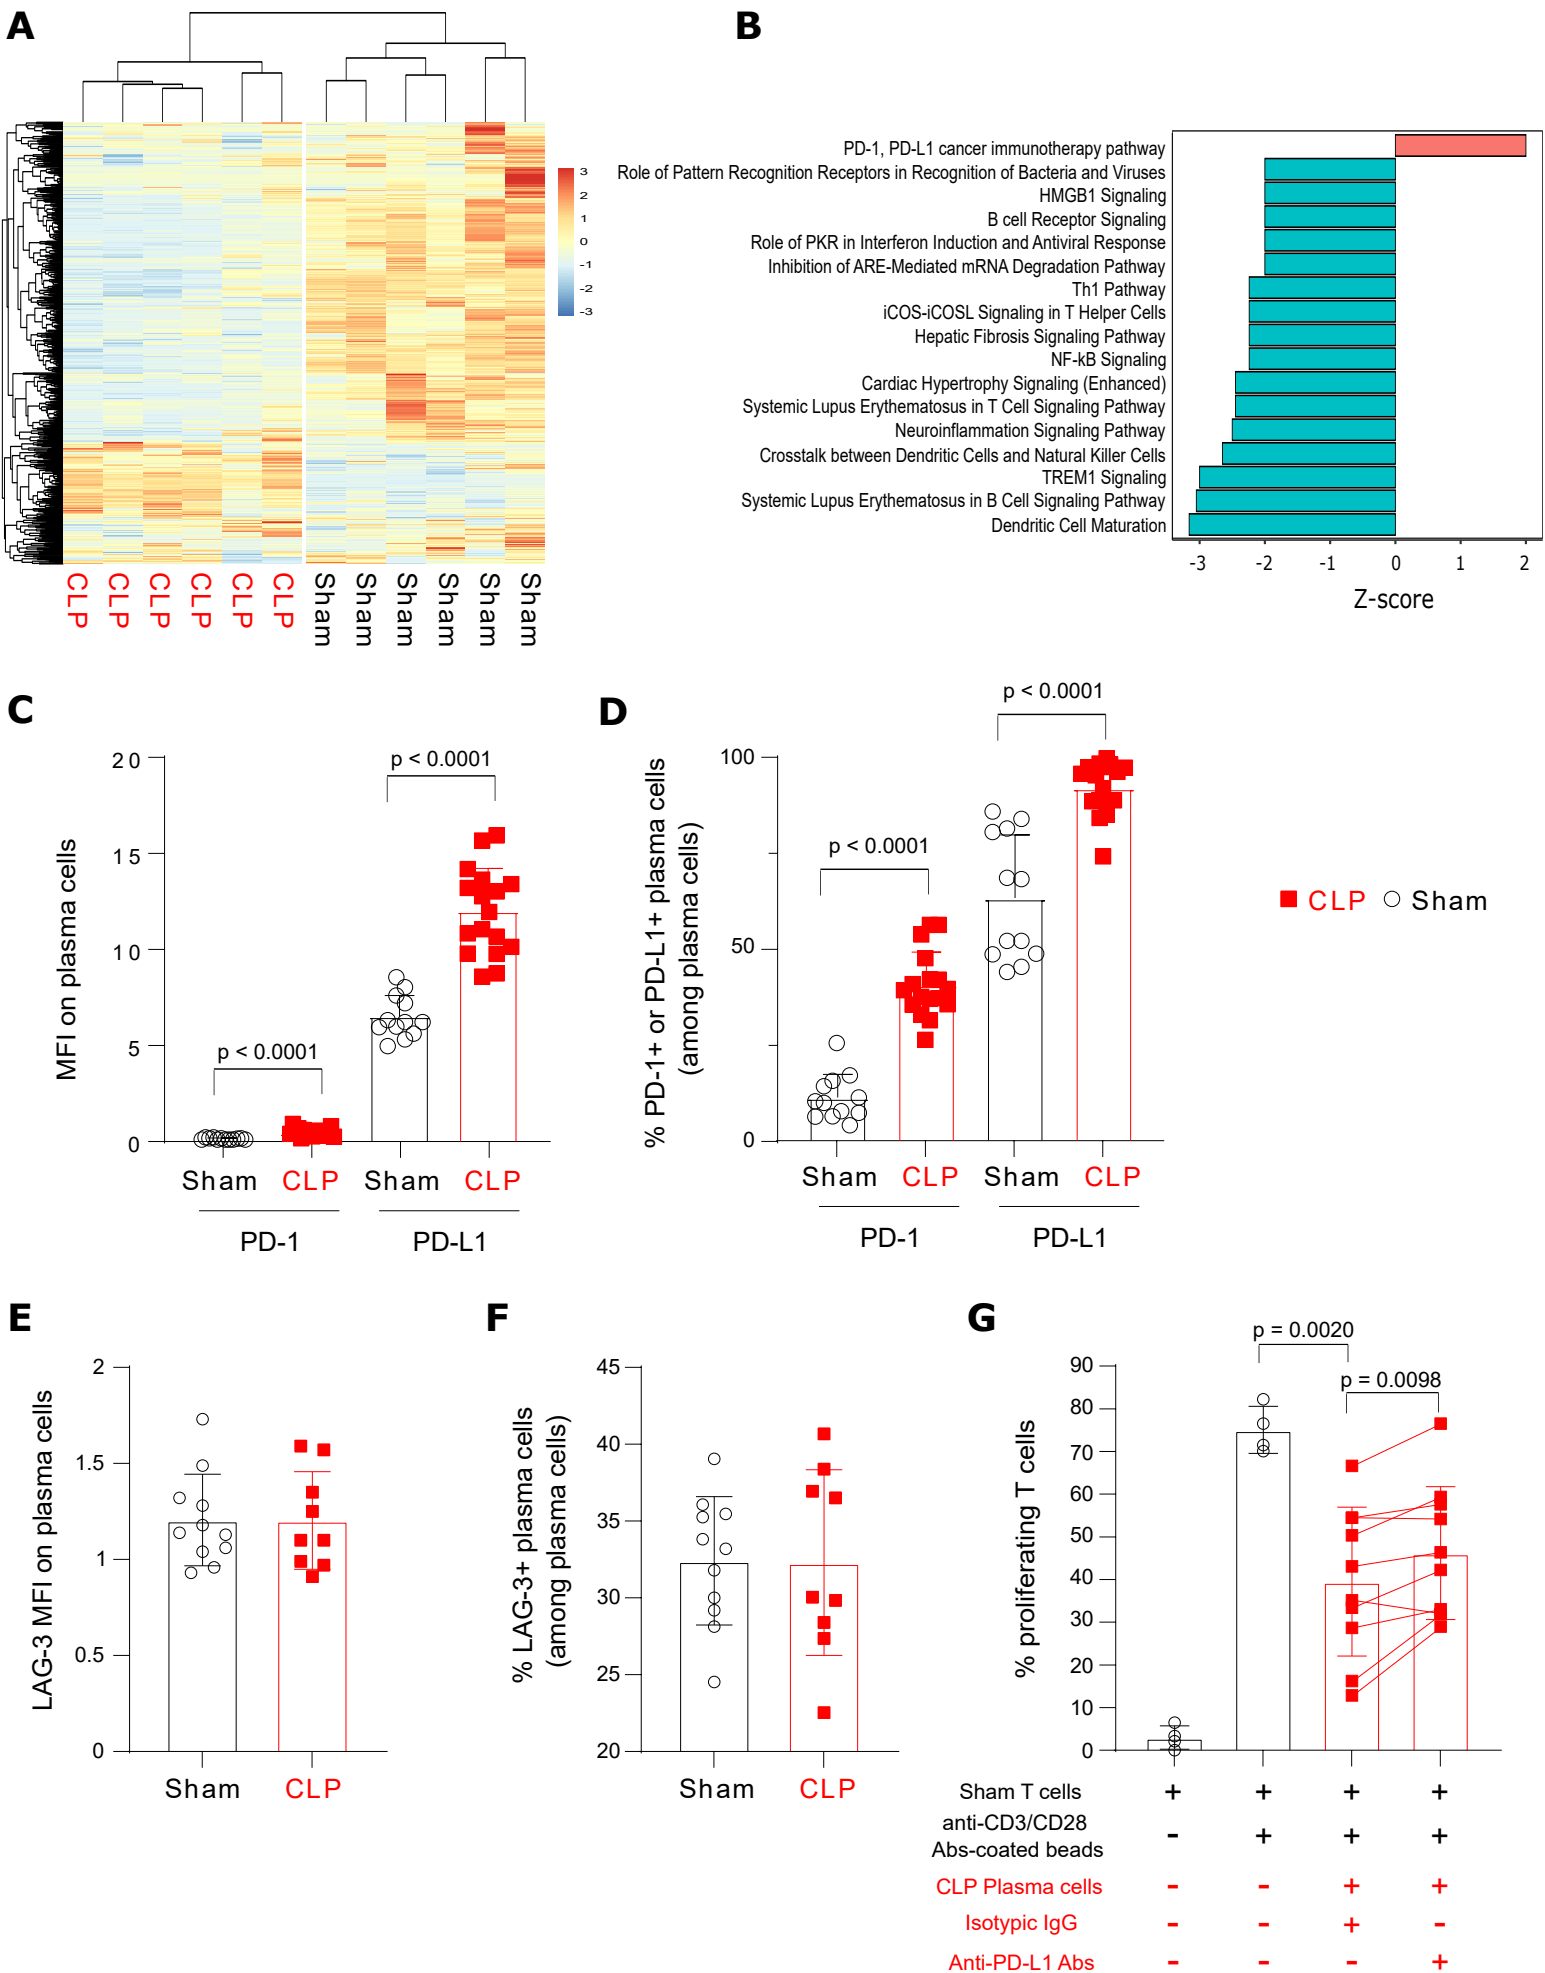 A
B
3
2
1
0
-1
-2
-3
CLP
CLP
CLP
CLP
CLP
CLP
Sham
Sham
Sham
Sham
Sham
Sham
PD-1, PD-L1 cancer immunotherapy pathway
Role of Pattern Recognition Receptors in Recognition of Bacteria and Viruses
HMGB1 Signaling
B cell Receptor Signaling
Role of PKR in Interferon Induction and Antiviral Response
Inhibition of ARE-Mediated mRNA Degradation Pathway
Th1 Pathway
iCOS-iCOSL Signaling in T Helper Cells
Hepatic Fibrosis Signaling Pathway
NF-kB Signaling
Cardiac Hypertrophy Signaling (Enhanced)
Systemic Lupus Erythematosus in T Cell Signaling Pathway
Neuroinflammation Signaling Pathway
Crosstalk between Dendritic Cells and Natural Killer Cells
TREM1 Signaling
Systemic Lupus Erythematosus in B Cell Signaling Pathway
Dendritic Cell Maturation
-3 -2 -1 0 1 2
Z-score
C
MFI on plasma cells
20
15
10
5
0
p < 0.0001
p < 0.0001
Sham CLP Sham CLP
PD-1 PD-L1
D
% PD-1+ or PD-L1+ plasma cells
(among plasma cells)
100
50
0
p < 0.0001
p < 0.0001
Sham CLP Sham CLP
PD-1 PD-L1
CLP Sham
E
LAG-3 MFI on plasma cells
2
1.5
1
0.5
0
Sham CLP
F
% LAG-3+ plasma cells
(among plasma cells)
45
40
35
30
25
20
Sham CLP
G
% proliferating T cells
90
80
70
60
50
40
30
20
10
0
p = 0.0020
p = 0.0098
Sham T cells + + + +
anti-CD3/CD28
Abs-coated beads - + + +
CLP Plasma cells - - + +
Isotypic IgG - - + -
Anti-PD-L1 Abs - - - +